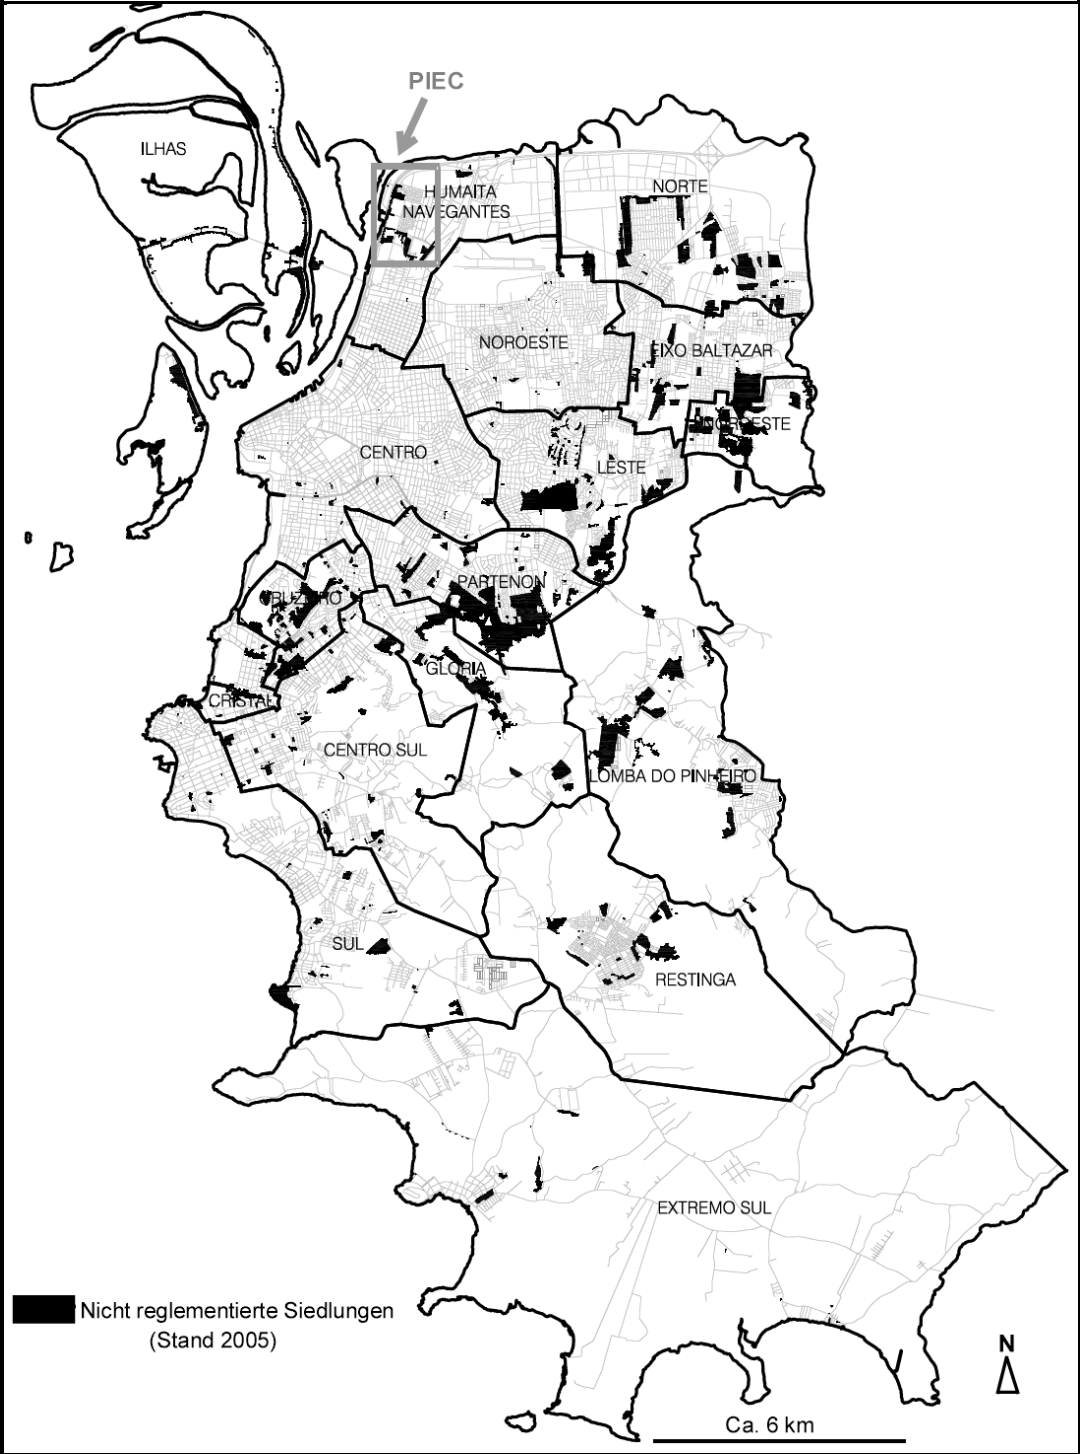 PIEC
ILHAS
HUMAITA
NAVEGANTES
NORTE
NOROESTE
EIXO BALTAZAR
NORDESTE
CENTRO
LESTE
PARTENON
CRUZEIRO
GLORIA
CRISTAL
CENTRO SUL
LOMBA DO PINHEIRO
SUL
RESTINGA
EXTREMO SUL
Nicht reglementierte Siedlungen
(Stand 2005)
N
Ca. 6 km